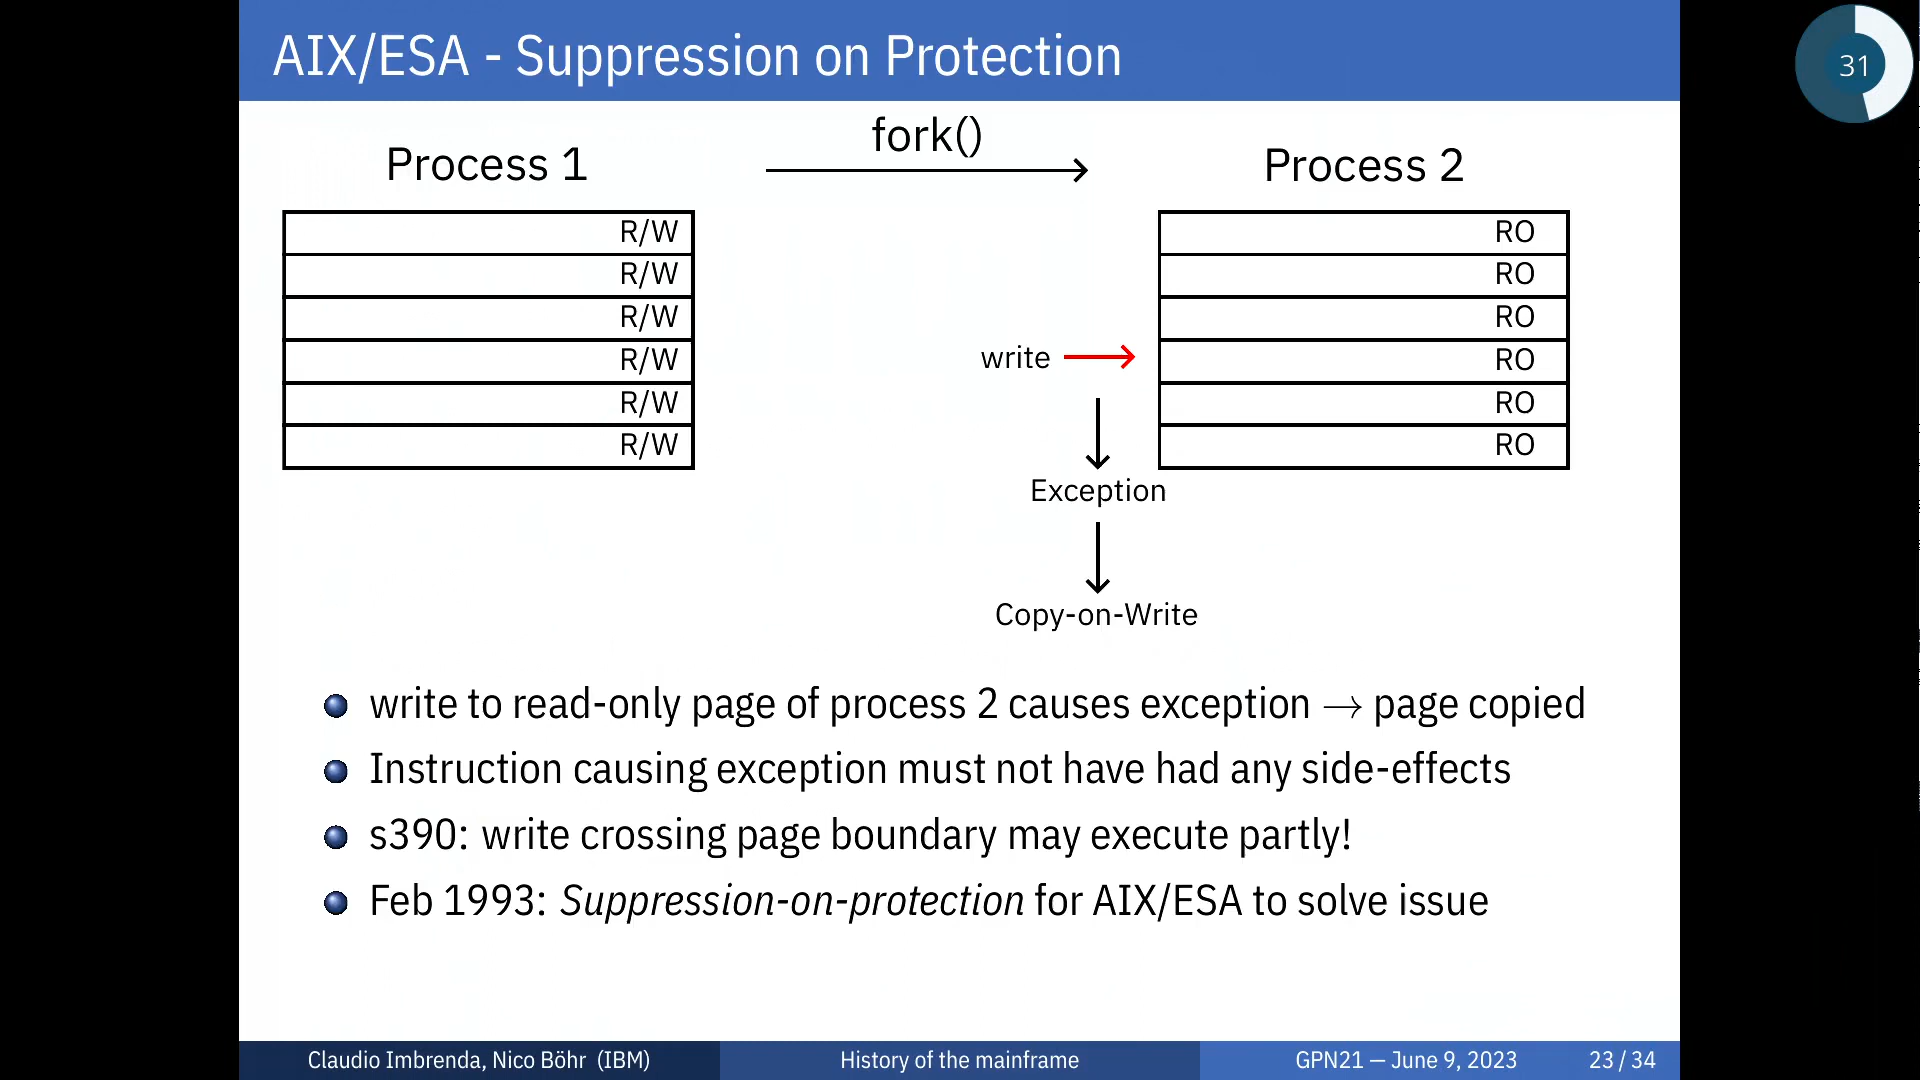 AIX/ESA - Suppression on Protection
31
fork()
Process 1
Process 2
R/W
R/W
R/W
R/W
R/W
R/W
RO
RO
RO
RO
RO
RO
write
Exception
Copy-on-Write
write to read-only page of process 2 causes exception → page copied
Instruction causing exception must not have had any side-effects
s390: write crossing page boundary may execute partly!
Feb 1993: Suppression-on-protection for AIX/ESA to solve issue
Claudio Imbrenda, Nico Böhr (IBM)
History of the mainframe
GPN21 — June 9, 2023
23 / 34